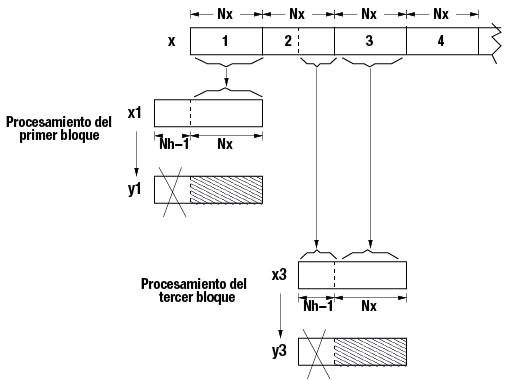 Nx Nx Nx Nx
x 1 2 3 4
x1
Procesamiento del
primer bloque
Nh-1 Nx
y1
x3
Procesamiento del
tercer bloque
Nh-1 Nx
y3